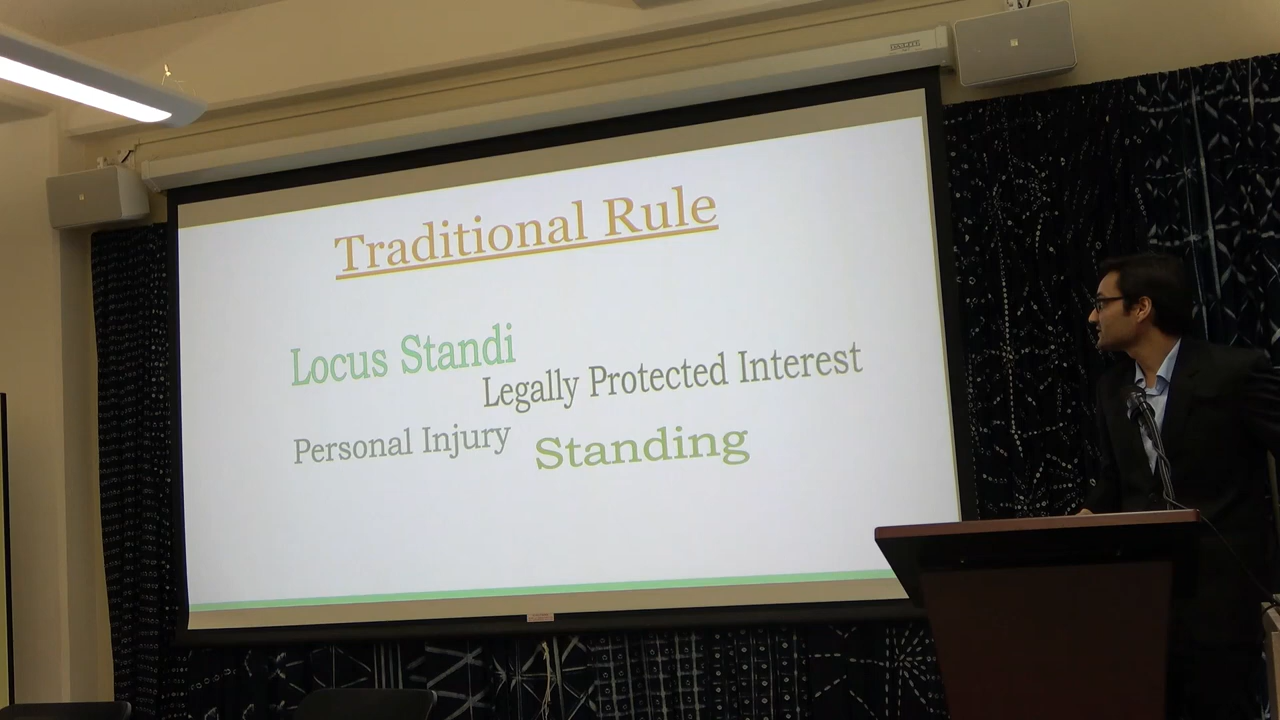 Traditional Rule
Locus Standi
Legally Protected Interest
Personal Injury
Standing